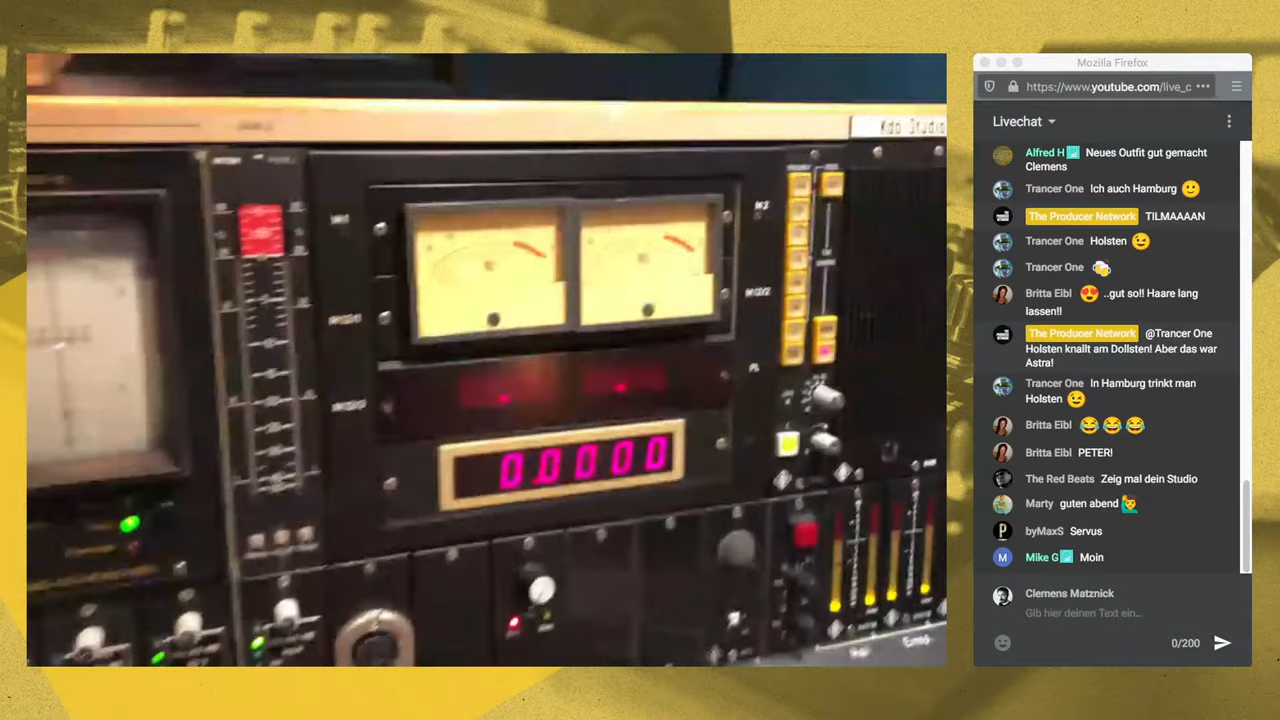 Kdo Studio
00000
Mozilla Firefox
https://www.youtube.com/live_c
Livechat
Alfred H Neues Outfit gut gemacht
Clemens
Trancer One Ich auch Hamburg
The Producer Network TILMAAAAN
Trancer One Holsten
Trancer One
Britta Eibl ..gut so!! Haare lang
lassen!!
The Producer Network @Trancer One
Holsten knallt am Dollsten! Aber das war
Astra!
Trancer One In Hamburg trinkt man
Holsten
Britta Eibl
Britta Eibl PETER!
The Red Beats Zeig mal dein Studio
Marty guten abend
byMaxS Servus
M Mike G Moin
Clemens Matznick
Gib hier deinen Text ein...
0/200